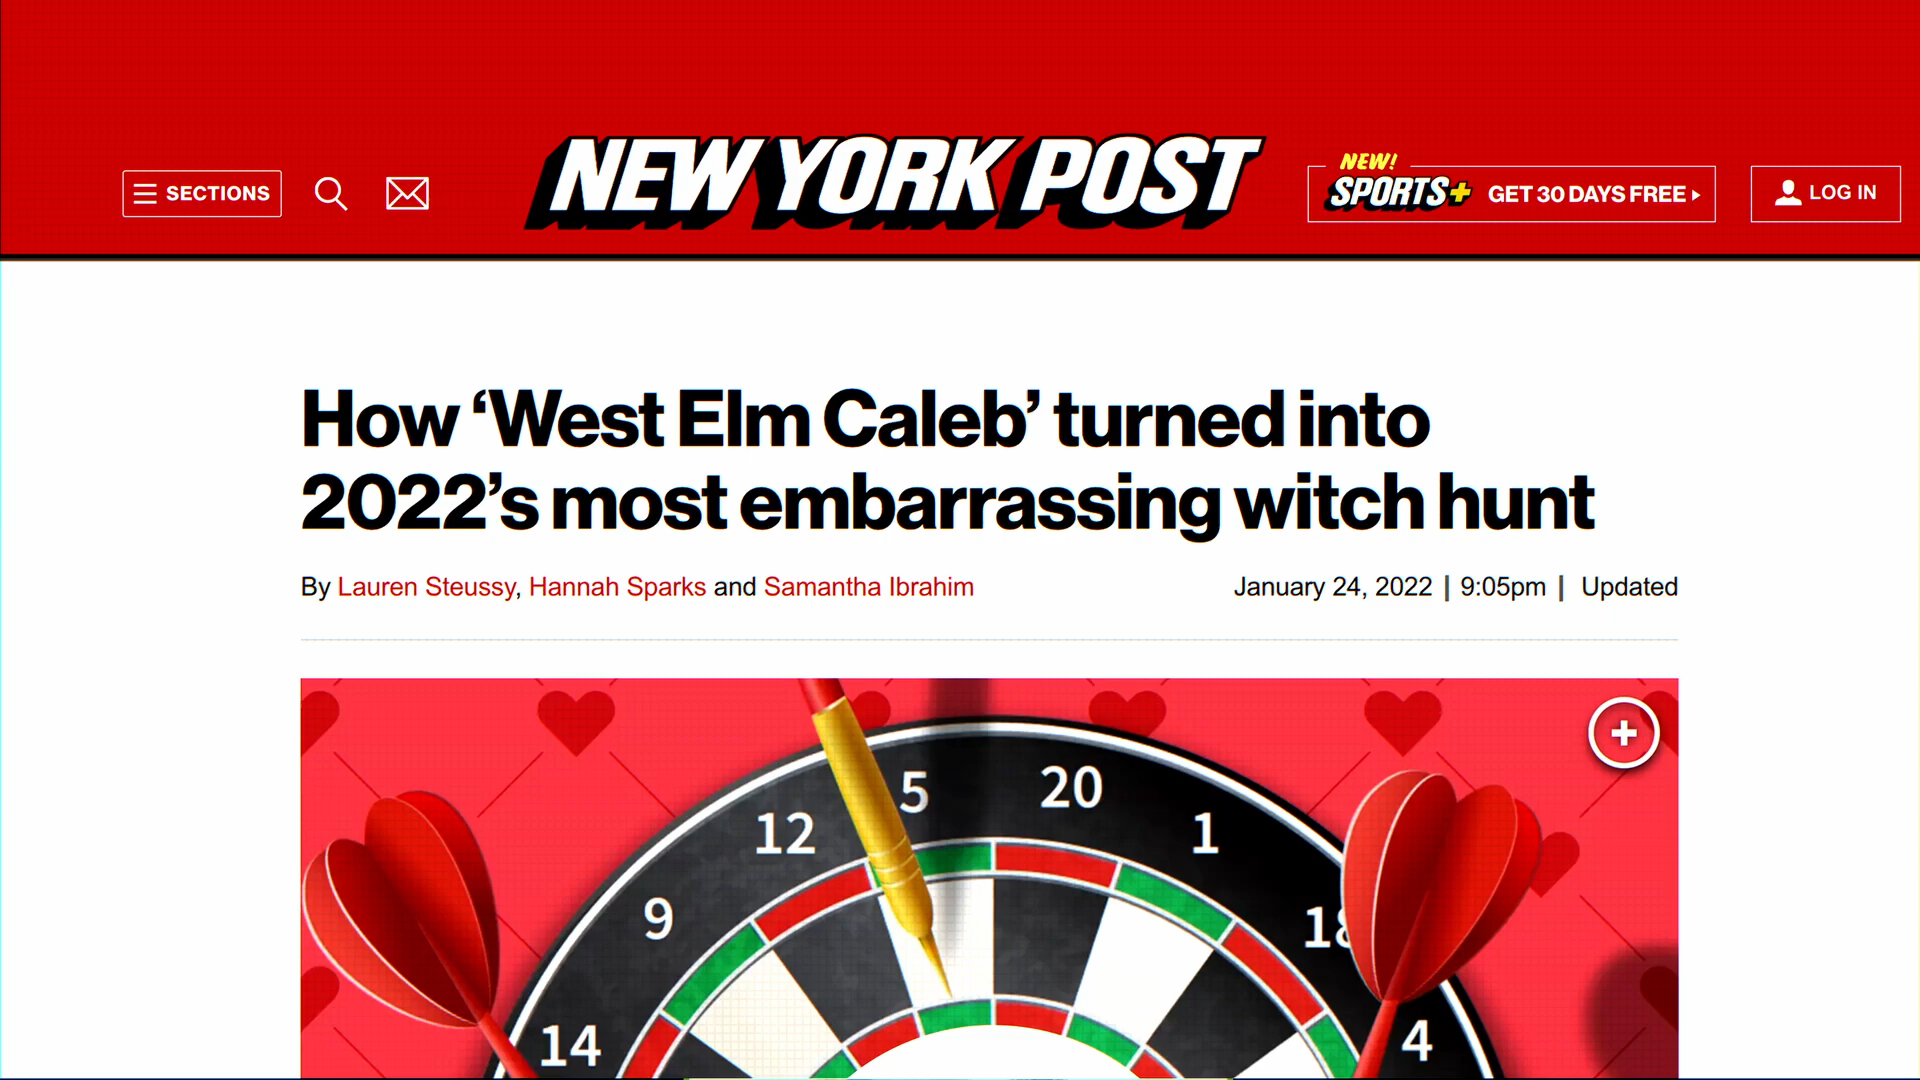 SECTIONS
NEW YORK POST
NEW!
SPORTS+ GET 30 DAYS FREE
LOG IN
How ‘West Elm Caleb’ turned into
2022’s most embarrassing witch hunt
By Lauren Steussy, Hannah Sparks and Samantha Ibrahim
January 24, 2022 | 9:05pm | Updated
5
20
12
1
9
18
14
4